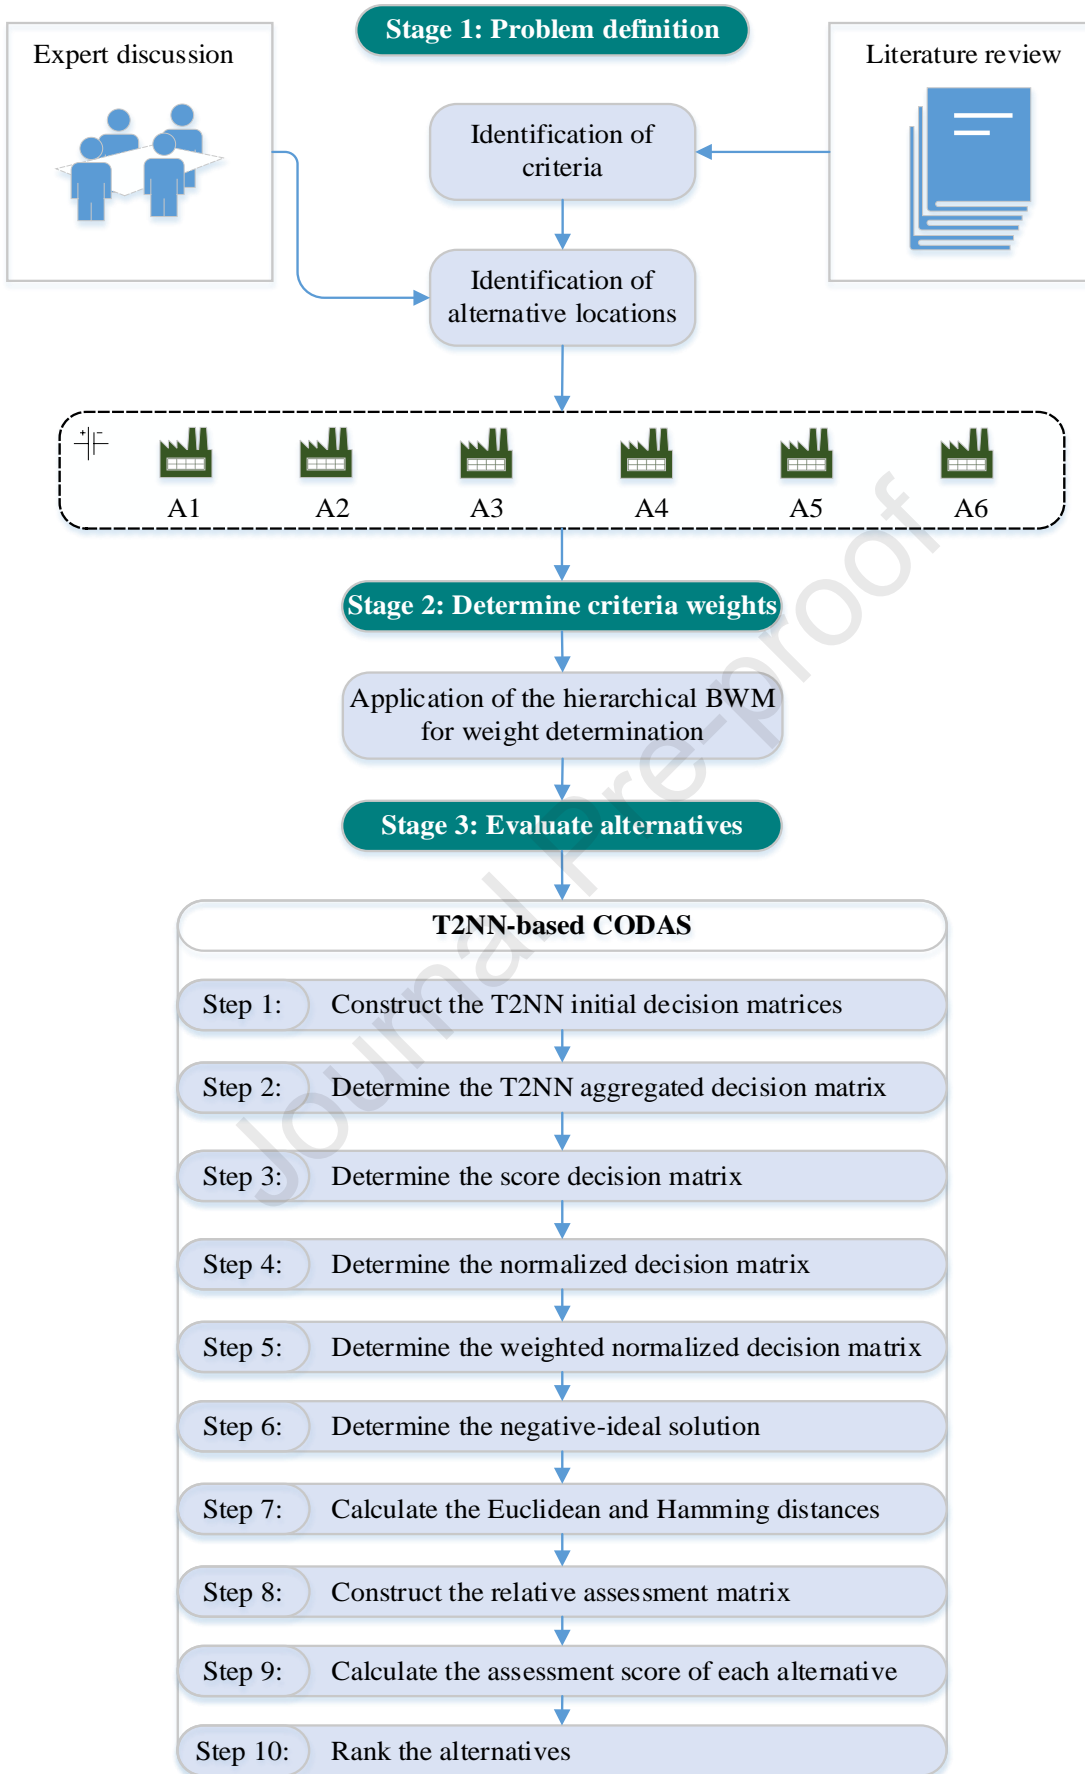 Stage 1: Problem definition
Expert discussion
Literature review
Identification of
criteria
Identification of
alternative locations
+ -
A1 A2 A3 A4 A5 A6
Stage 2: Determine criteria weights
Application of the hierarchical BWM
for weight determination
Stage 3: Evaluate alternatives
T2NN-based CODAS
Step 1: Construct the T2NN initial decision matrices
Step 2: Determine the T2NN aggregated decision matrix
Step 3: Determine the score decision matrix
Step 4: Determine the normalized decision matrix
Step 5: Determine the weighted normalized decision matrix
Step 6: Determine the negative-ideal solution
Step 7: Calculate the Euclidean and Hamming distances
Step 8: Construct the relative assessment matrix
Step 9: Calculate the assessment score of each alternative
Step 10: Rank the alternatives
Journal Pre-proof